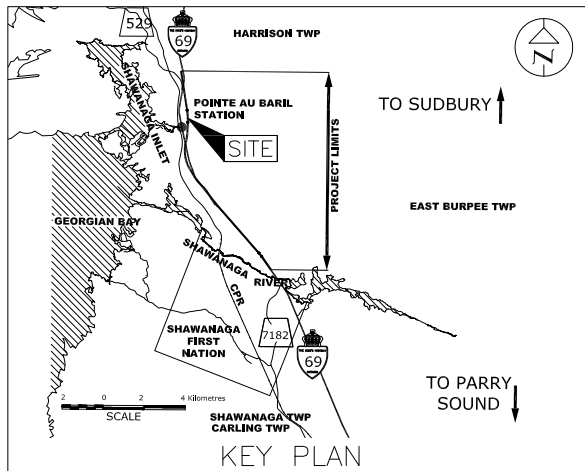 529
69
HARRISON TWP
N
POINTE AU BARIL
STATION
TO SUDBURY
SITE
SHAWANAGA INLET
PROJECT LIMITS
EAST BURPEE TWP
GEORGIAN BAY
SHAWANAGA
RIVER
CPR
SHAWANAGA
FIRST
NATION
7182
69
TO PARRY
SOUND
2 0 2 4 Kilometres
SCALE
SHAWANAGA TWP
CARLING TWP
KEY PLAN